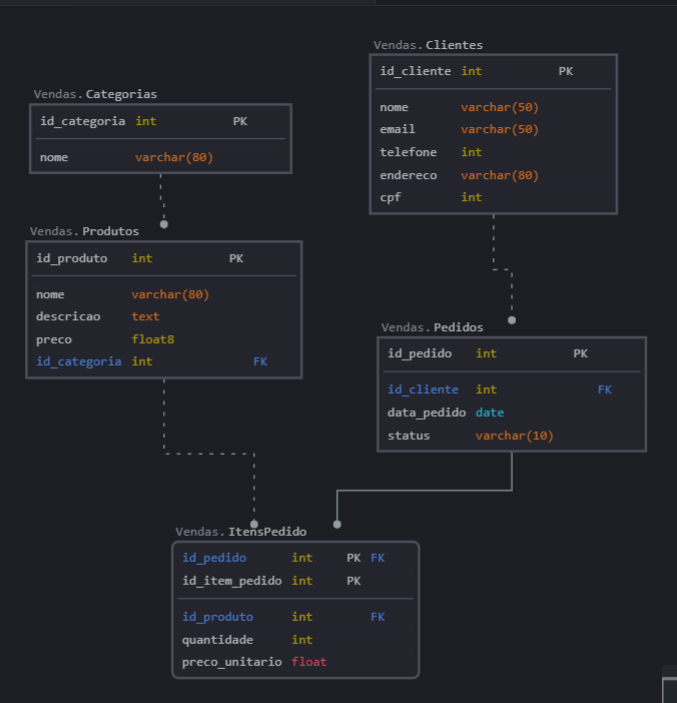 Vendas.Clientes
id_cliente int PK
nome varchar(50)
email varchar(50)
telefone int
endereco varchar(80)
cpf int
Vendas.Categorias
id_categoria int PK
nome varchar(80)
Vendas.Produtos
id_produto int PK
nome varchar(80)
descricao text
preco float8
id_categoria int FK
Vendas.Pedidos
id_pedido int PK
id_cliente int FK
data_pedido date
status varchar(10)
Vendas.ItensPedido
id_pedido int PK FK
id_item_pedido int PK
id_produto int FK
quantidade int
preco_unitario float